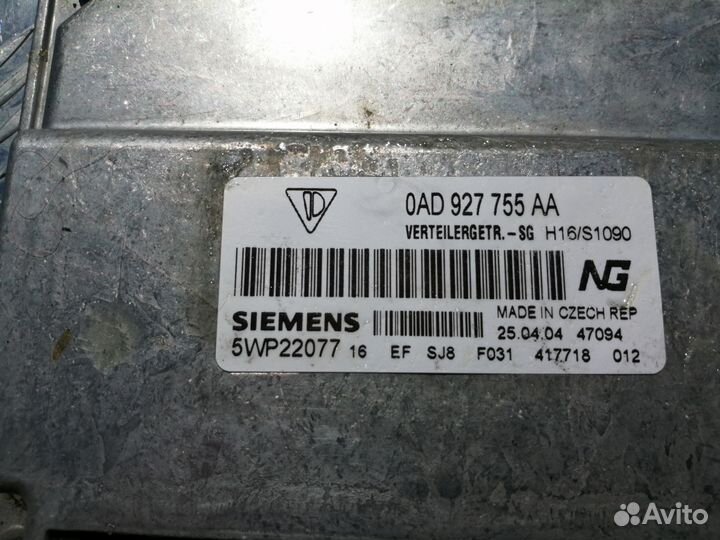 0AD 927 755 AA
VERTEILERGETR.-SG H16/S1090
NG
MADE IN CZECH REP
SIEMENS
25.04.04 47094
5WP22077 16 EF SJ8 F031 417718 012
Avito